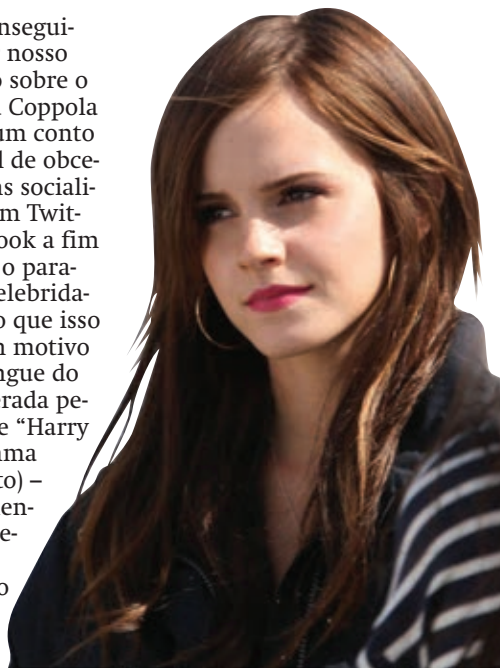 nsegui-
nosso
o sobre o
Coppola
um conto
l de obce-
as sociali-
m Twit-
ook a fim
o para-
elebrida-
o que isso
motivo
ngue do
erada pe-
e “Harry
ma
to) –
en-
e-
o